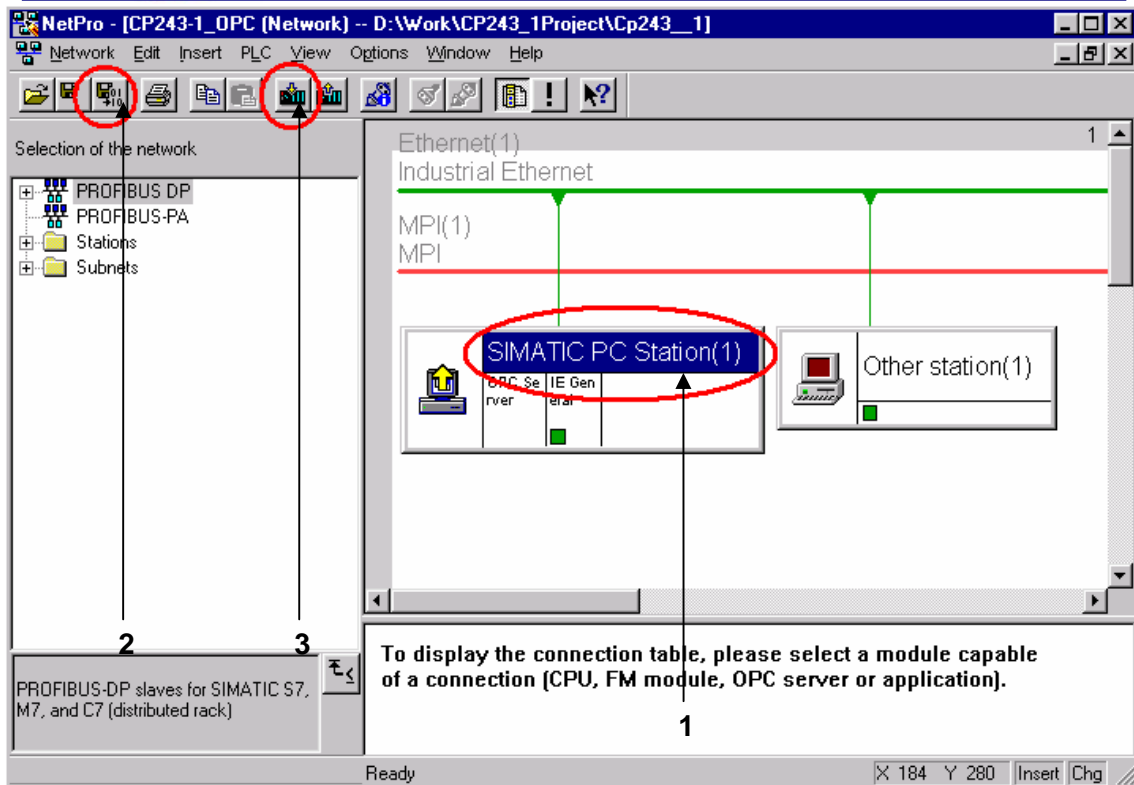 NetPro - [CP243-1_OPC (Network) -- D:\Work\CP243_1Project\Cp243__1]
Network Edit Insert PLC View Options Window Help
Selection of the network
PROFIBUS DP
PROFIBUS-PA
Stations
Subnets
1
Ethernet(1)
Industrial Ethernet
MPI(1)
MPI
SIMATIC PC Station(1)
OPC Se
rver
IE Gen
eral
Other station(1)
2
3
PROFIBUS-DP slaves for SIMATIC S7,
M7, and C7 (distributed rack)
To display the connection table, please select a module capable
of a connection (CPU, FM module, OPC server or application).
1
Ready
X 184 Y 280 Insert Chg